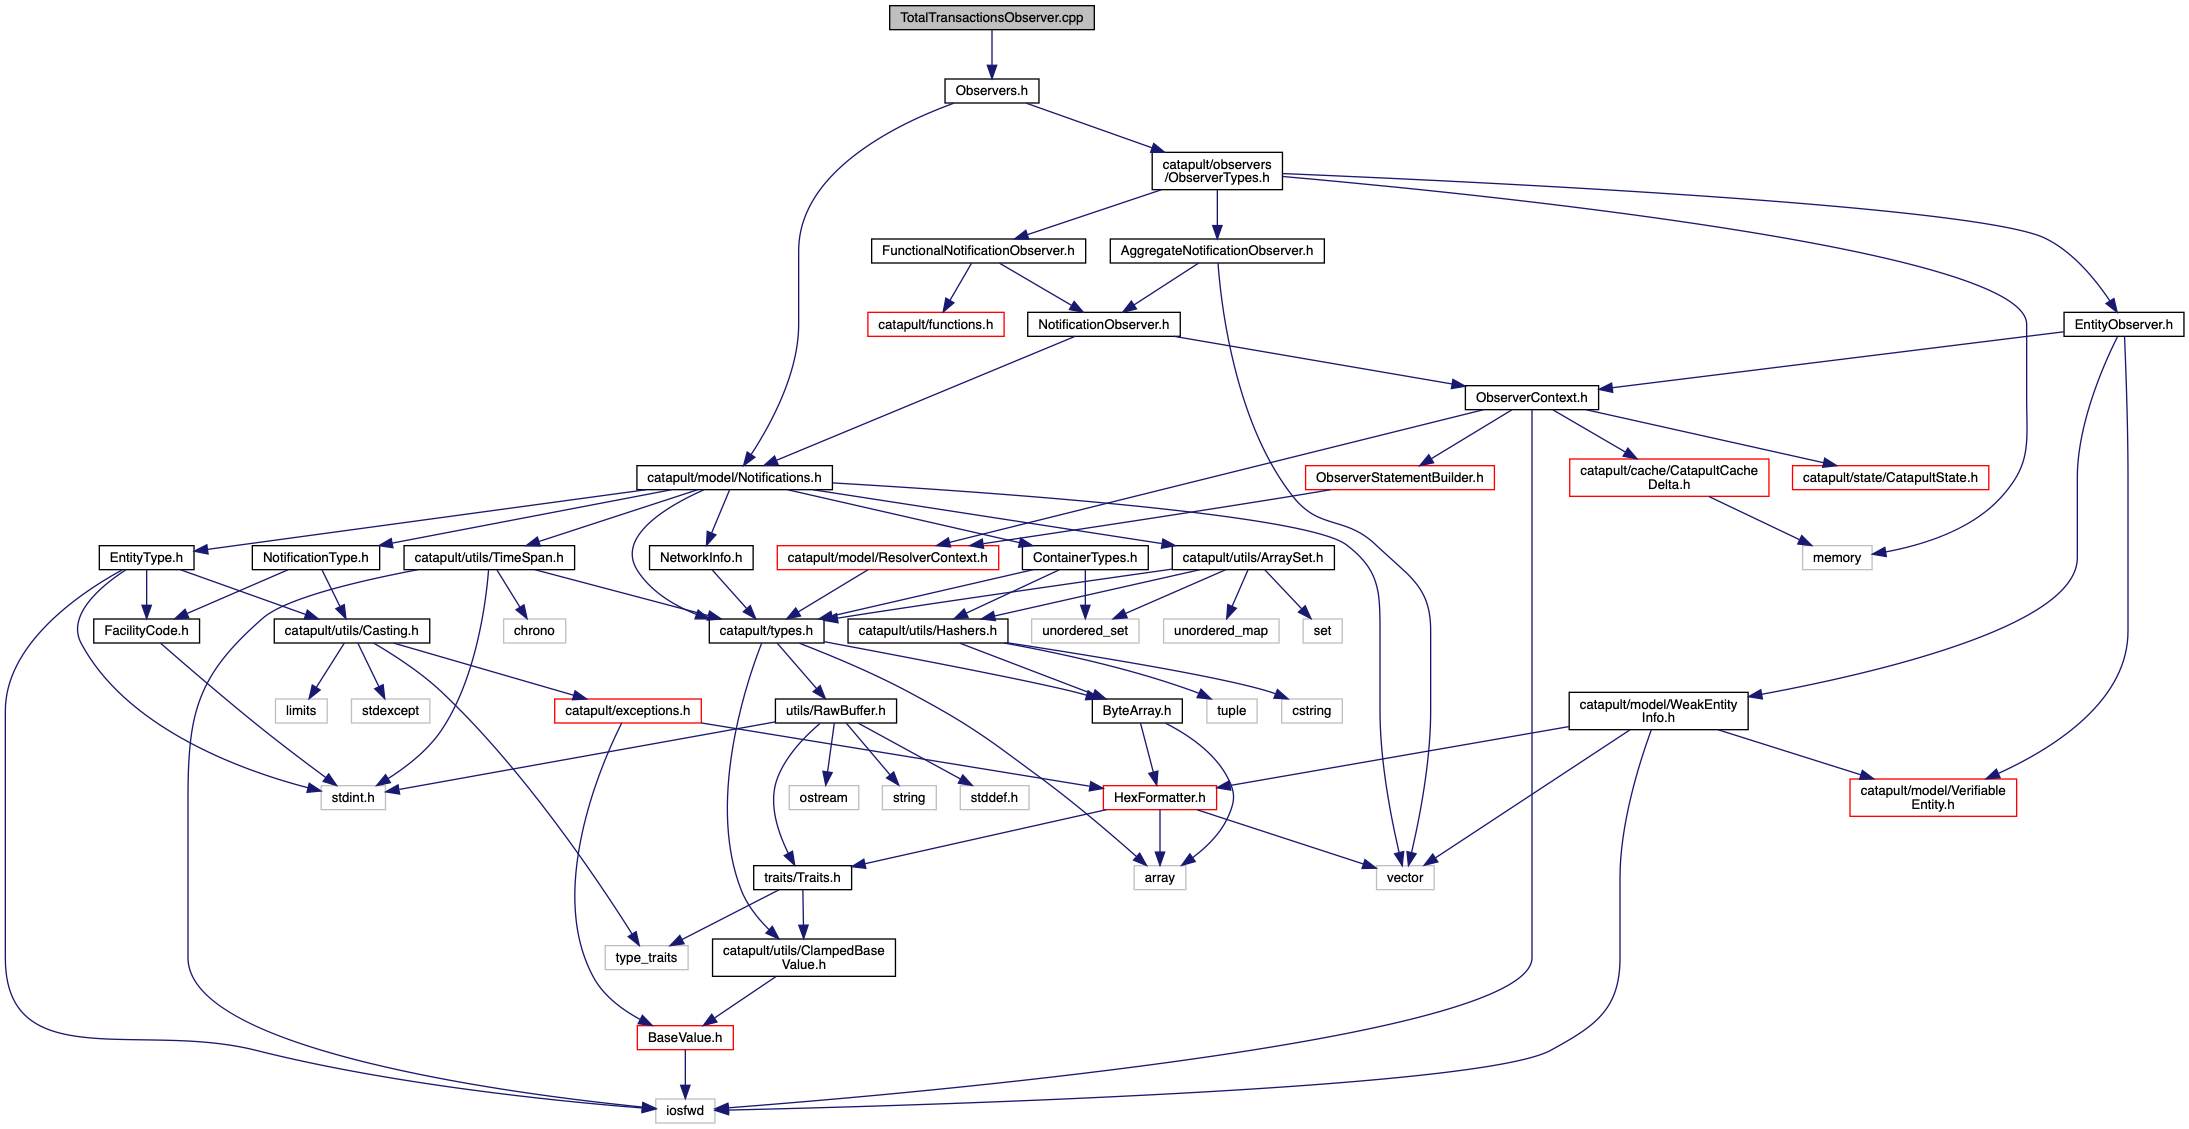 TotalTransactionsObserver.cpp
Observers.h
catapult/observers
/ObserverTypes.h
FunctionalNotificationObserver.h
AggregateNotificationObserver.h
catapult/functions.h
NotificationObserver.h
EntityObserver.h
ObserverContext.h
catapult/model/Notifications.h
ObserverStatementBuilder.h
catapult/cache/CatapultCache
Delta.h
catapult/state/CatapultState.h
EntityType.h
NotificationType.h
catapult/utils/TimeSpan.h
NetworkInfo.h
catapult/model/ResolverContext.h
ContainerTypes.h
catapult/utils/ArraySet.h
memory
FacilityCode.h
catapult/utils/Casting.h
chrono
catapult/types.h
catapult/utils/Hashers.h
unordered_set
unordered_map
set
limits
stdexcept
catapult/exceptions.h
utils/RawBuffer.h
ByteArray.h
tuple
cstring
catapult/model/WeakEntity
Info.h
stdint.h
ostream
string
stddef.h
HexFormatter.h
catapult/model/Verifiable
Entity.h
traits/Traits.h
array
vector
type_traits
catapult/utils/ClampedBase
Value.h
BaseValue.h
iosfwd